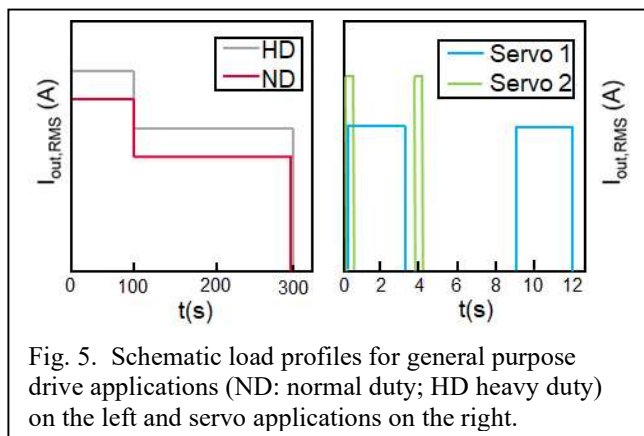 I_out,RMS (A)
HD
ND
0 100 200 300
t(s)
Servo 1
Servo 2
0 2 4 6 8 10 12
t(s)
I_out,RMS (A)
Fig. 5. Schematic load profiles for general purpose
drive applications (ND: normal duty; HD heavy duty)
on the left and servo applications on the right.